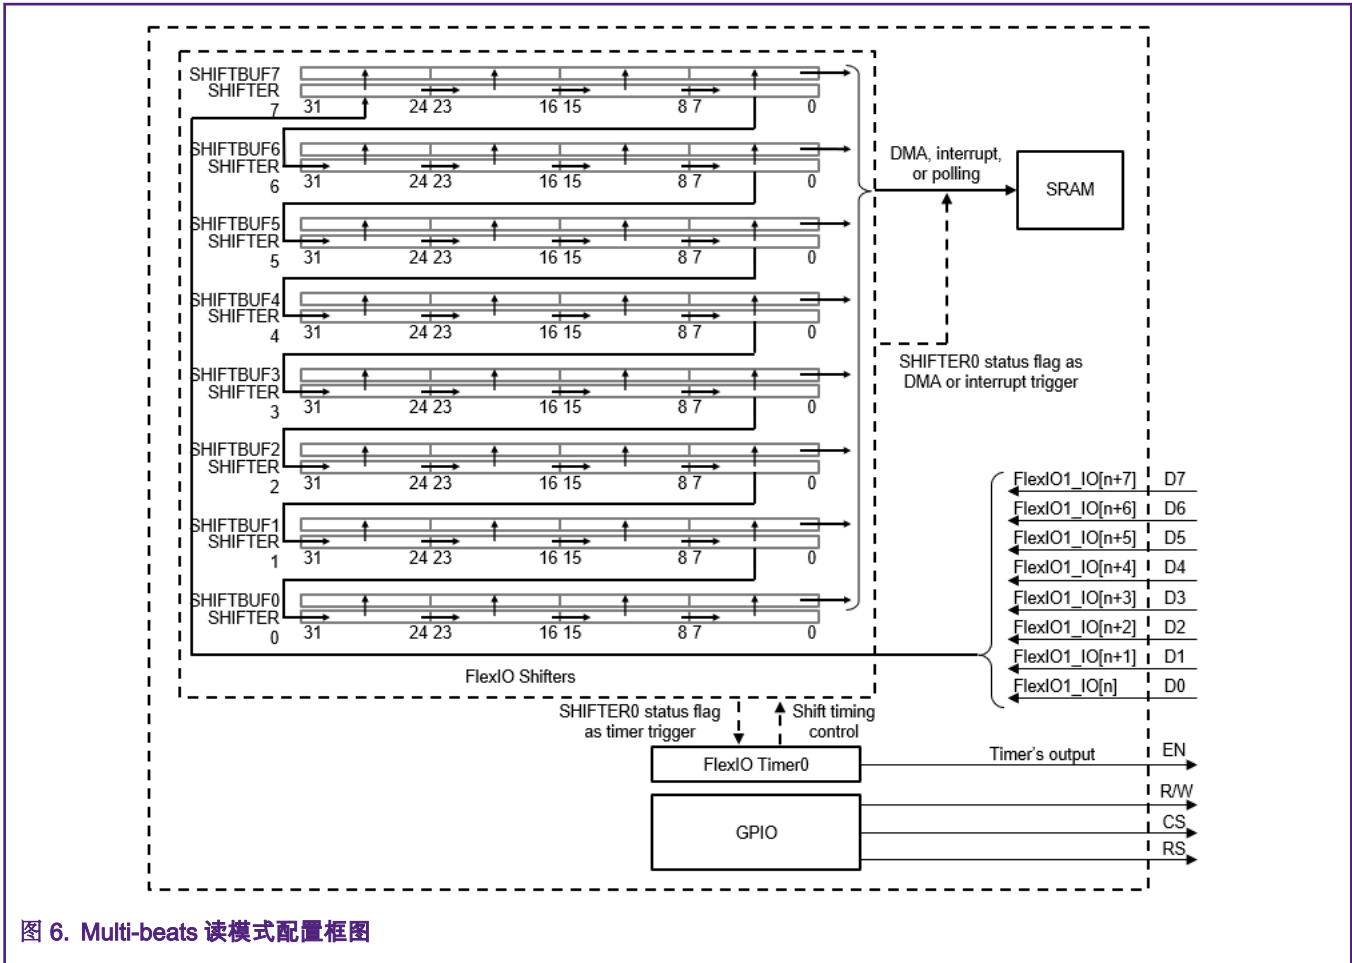 SHIFTBUF7
SHIFTER
7 31 24 23 16 15 8 7 0
SHIFTBUF6
SHIFTER
6 31 24 23 16 15 8 7 0
SHIFTBUF5
SHIFTER
5 31 24 23 16 15 8 7 0
SHIFTBUF4
SHIFTER
4 31 24 23 16 15 8 7 0
SHIFTBUF3
SHIFTER
3 31 24 23 16 15 8 7 0
SHIFTBUF2
SHIFTER
2 31 24 23 16 15 8 7 0
SHIFTBUF1
SHIFTER
1 31 24 23 16 15 8 7 0
SHIFTBUF0
SHIFTER
0 31 24 23 16 15 8 7 0
FlexIO Shifters
DMA, interrupt,
or polling
SRAM
SHIFTER0 status flag as
DMA or interrupt trigger
FlexIO1_IO[n+7] D7
FlexIO1_IO[n+6] D6
FlexIO1_IO[n+5] D5
FlexIO1_IO[n+4] D4
FlexIO1_IO[n+3] D3
FlexIO1_IO[n+2] D2
FlexIO1_IO[n+1] D1
FlexIO1_IO[n] D0
SHIFTER0 status flag
as timer trigger
Shift timing
control
FlexIO Timer0
Timer's output EN
GPIO
R/W
CS
RS
图 6. Multi-beats 读模式配置框图